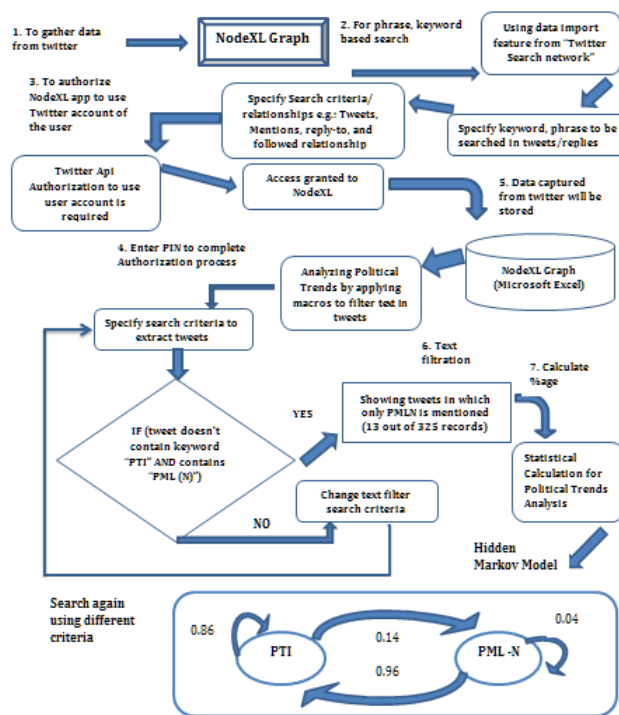 1. To gather data
from twitter
NodeXL Graph
2. For phrase, keyword
based search
Using data import
feature from "Twitter
Search network"
3. To authorize
NodeXL app to use
Twitter account of
the user
Specify Search criteria/
relationships e.g.: Tweets,
Mentions, reply-to, and
followed relationship
Specify keyword, phrase to be
searched in tweets/replies
Twitter Api
Authorization to use
user account is
required
Access granted to
NodeXL
5. Data captured
from twitter will be
stored
4. Enter PIN to complete
Authorization process
Analyzing Political
Trends by applying
macros to filter text in
tweets
NodeXL Graph
(Microsoft Excel)
Specify search criteria to
extract tweets
6. Text
filtration
7. Calculate
%age
IF (tweet doesn't
contain keyword
"PTI" AND contains
"PML (N)")
YES
Showing tweets in which
only PMLN is mentioned
(13 out of 325 records)
Statistical
Calculation for
Political Trends
Analysis
NO
Change text filter
search criteria
Hidden
Markov Model
Search again
using different
criteria
0.86
PTI
0.14
0.96
PML -N
0.04